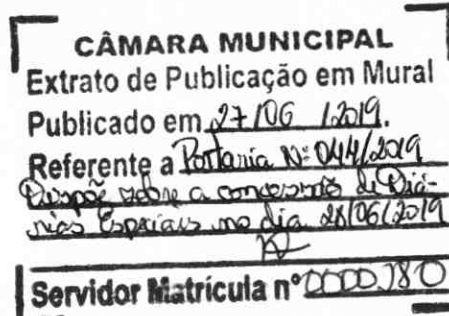 CÂMARA MUNICIPAL
Extrato de Publicação em Mural
Publicado em 27/06 /2019.
Referente a Portaria Nº 044/2019
Dispõe sobre a concessão de Diá-
rias Especiais no dia 28/06/2019
Servidor Matrícula nº 0000180